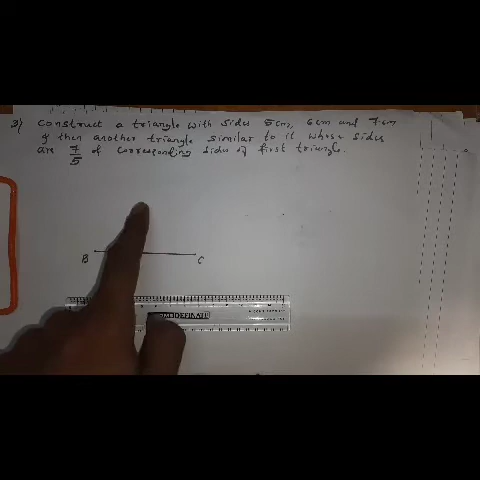 3) Construct a triangle with sides 5cm, 6cm and 7cm
& then another triangle similar to it whose sides
are 7/5 of corresponding sides of first triangle.
B C